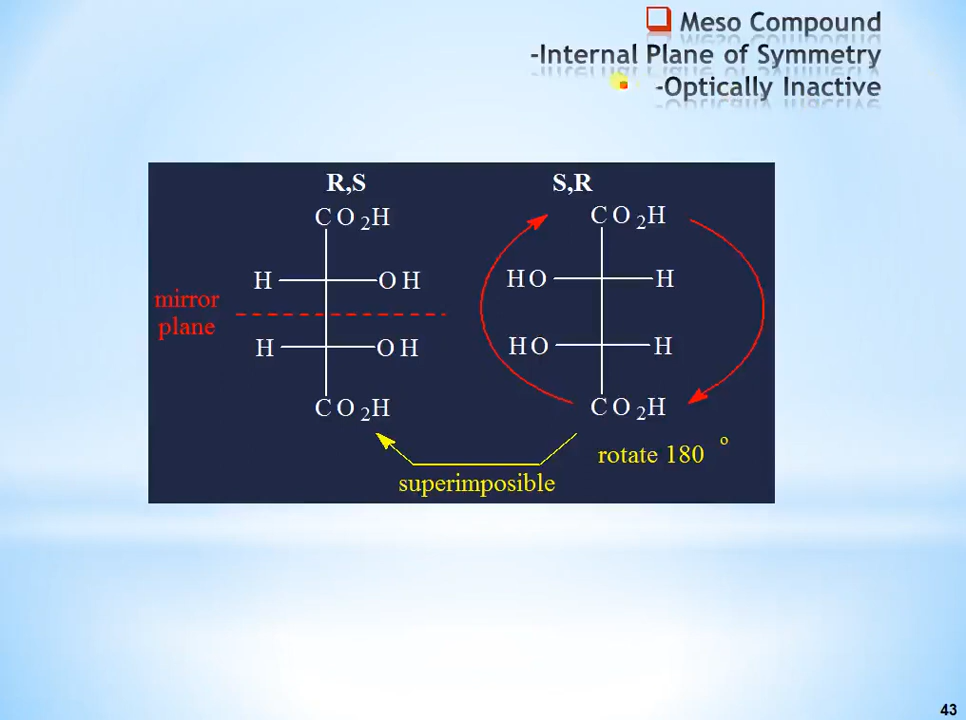 Meso Compound
-Internal Plane of Symmetry
-Optically Inactive
R,S
S,R
CO2H
CO2H
H
OH
HO
H
mirror
plane
H
OH
HO
H
CO2H
CO2H
rotate 180 °
superimposible
43